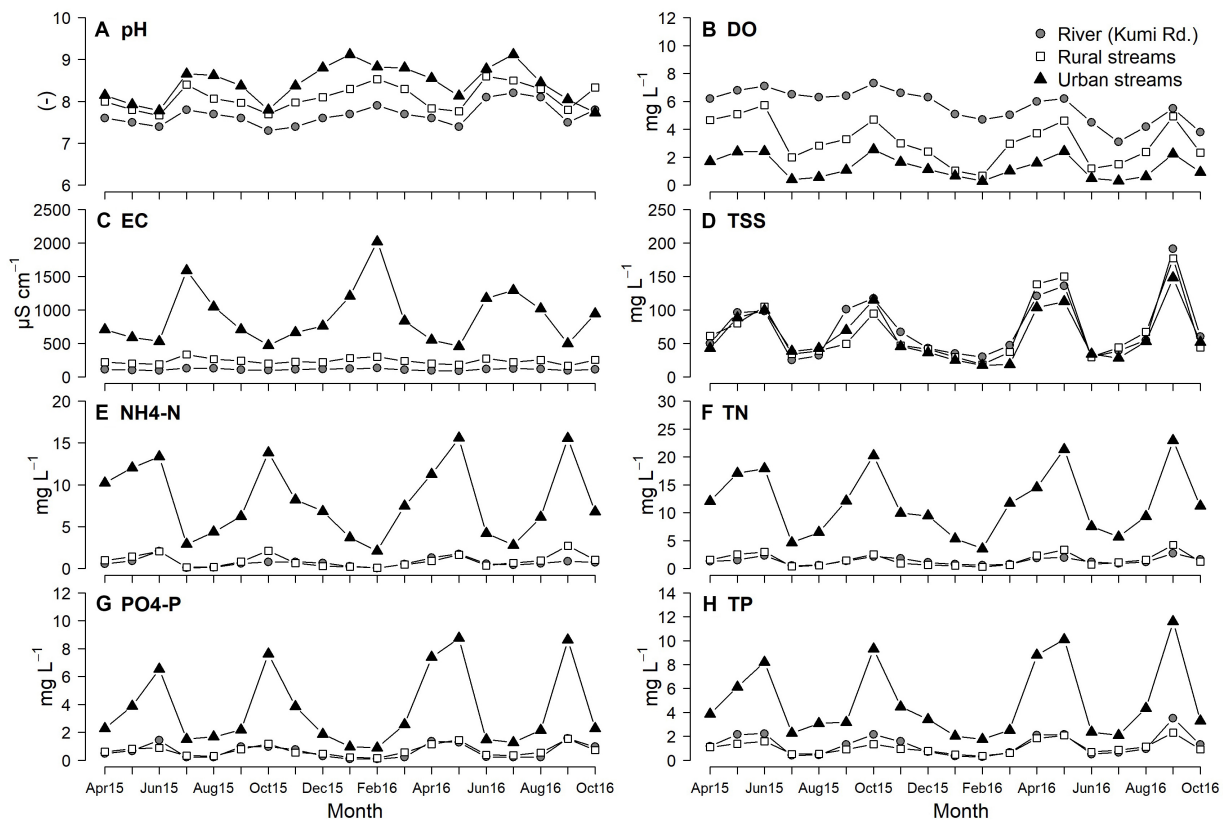 A pH
10
9
8
7
6
(-)
B DO
12
10
8
6
4
2
0
mg L−1
River (Kumi Rd.)
Rural streams
Urban streams
C EC
2500
2000
1500
1000
500
0
µS cm−1
D TSS
250
200
150
100
50
0
mg L−1
E NH4-N
20
15
10
5
0
mg L−1
F TN
30
25
20
15
10
5
0
mg L−1
G PO4-P
12
10
8
6
4
2
0
mg L−1
Apr15 Jun15 Aug15 Oct15 Dec15 Feb16 Apr16 Jun16 Aug16 Oct16
Month
H TP
14
12
10
8
6
4
2
0
mg L−1
Apr15 Jun15 Aug15 Oct15 Dec15 Feb16 Apr16 Jun16 Aug16 Oct16
Month